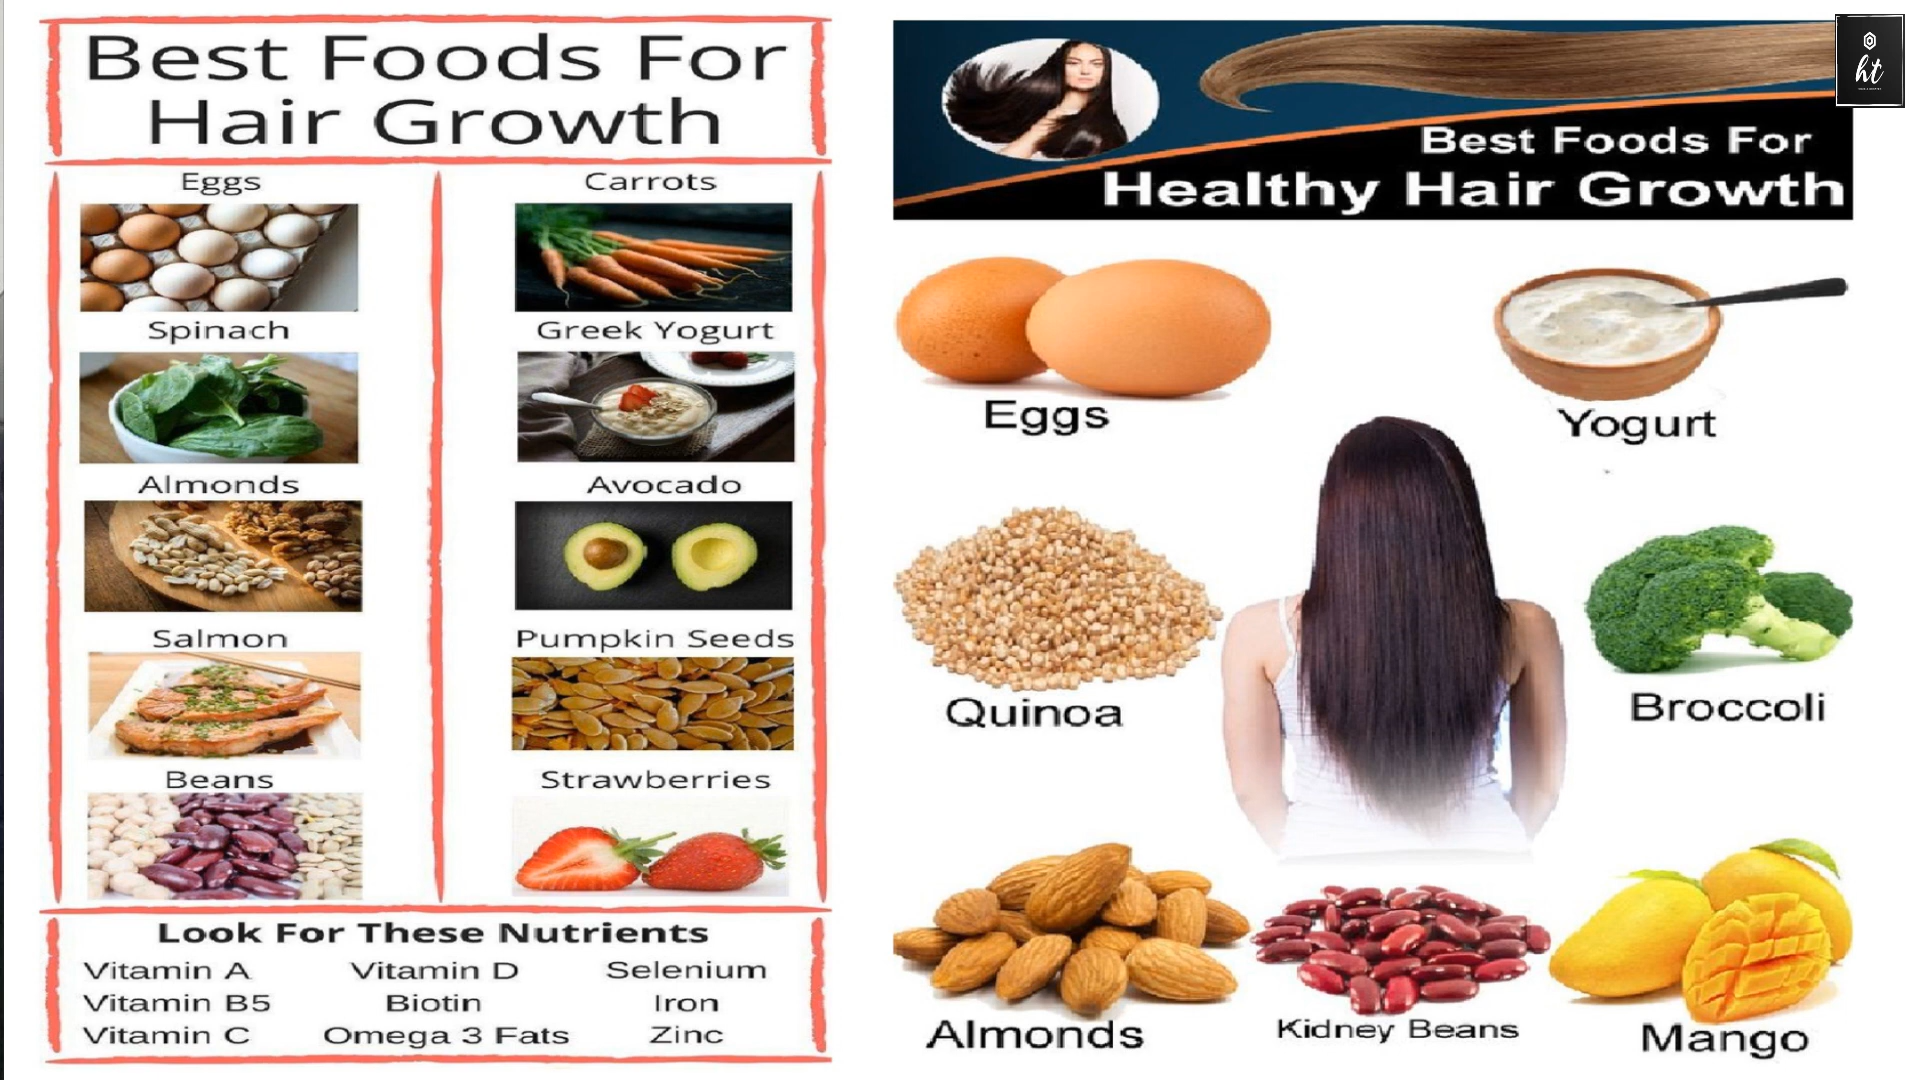 Best Foods For
Hair Growth
Eggs
Carrots
Spinach
Greek Yogurt
Almonds
Avocado
Salmon
Pumpkin Seeds
Beans
Strawberries
Look For These Nutrients
Vitamin A
Vitamin D
Selenium
Vitamin B5
Biotin
Iron
Vitamin C
Omega 3 Fats
Zinc
Best Foods For
Healthy Hair Growth
Eggs
Yogurt
Quinoa
Broccoli
Almonds
Kidney Beans
Mango
ht